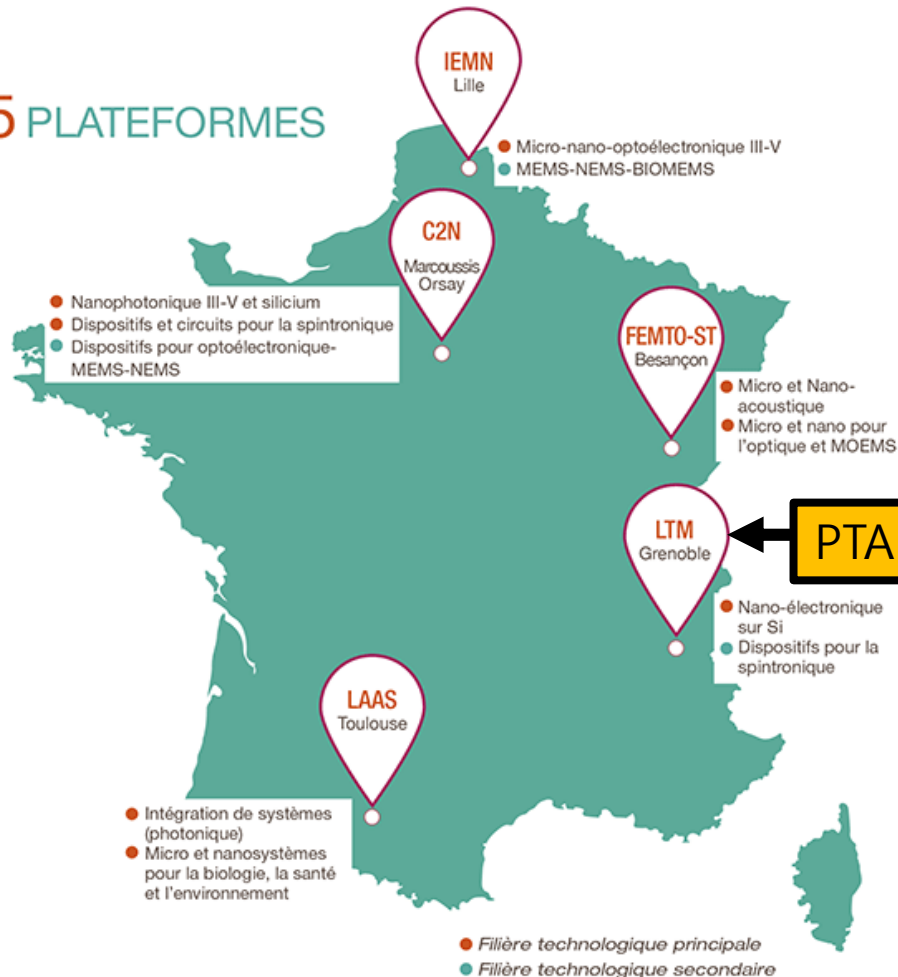 5 PLATEFORMES
IEMN
Lille
Micro-nano-optoélectronique III-V
MEMS-NEMS-BIOMEMS
C2N
Marcoussis
Orsay
Nanophotonique III-V et silicium
Dispositifs et circuits pour la spintronique
Dispositifs pour optoélectronique-
MEMS-NEMS
FEMTO-ST
Besançon
Micro et Nano-
acoustique
Micro et nano pour
l'optique et MOEMS
LTM
Grenoble
PTA
Nano-électronique
sur Si
Dispositifs pour la
spintronique
LAAS
Toulouse
Intégration de systèmes
(photonique)
Micro et nanosystèmes
pour la biologie, la santé
et l'environnement
Filière technologique principale
Filière technologique secondaire